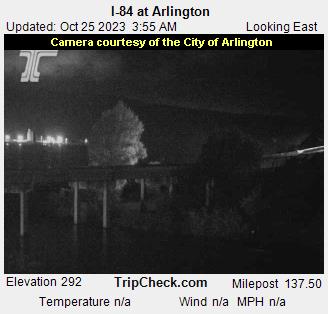 I-84 at Arlington
Updated: Oct 25 2023 3:55 AM Looking East
Camera courtesy of the City of Arlington
Elevation 292 TripCheck.com Milepost 137.50
Temperature n/a Wind n/a MPH n/a